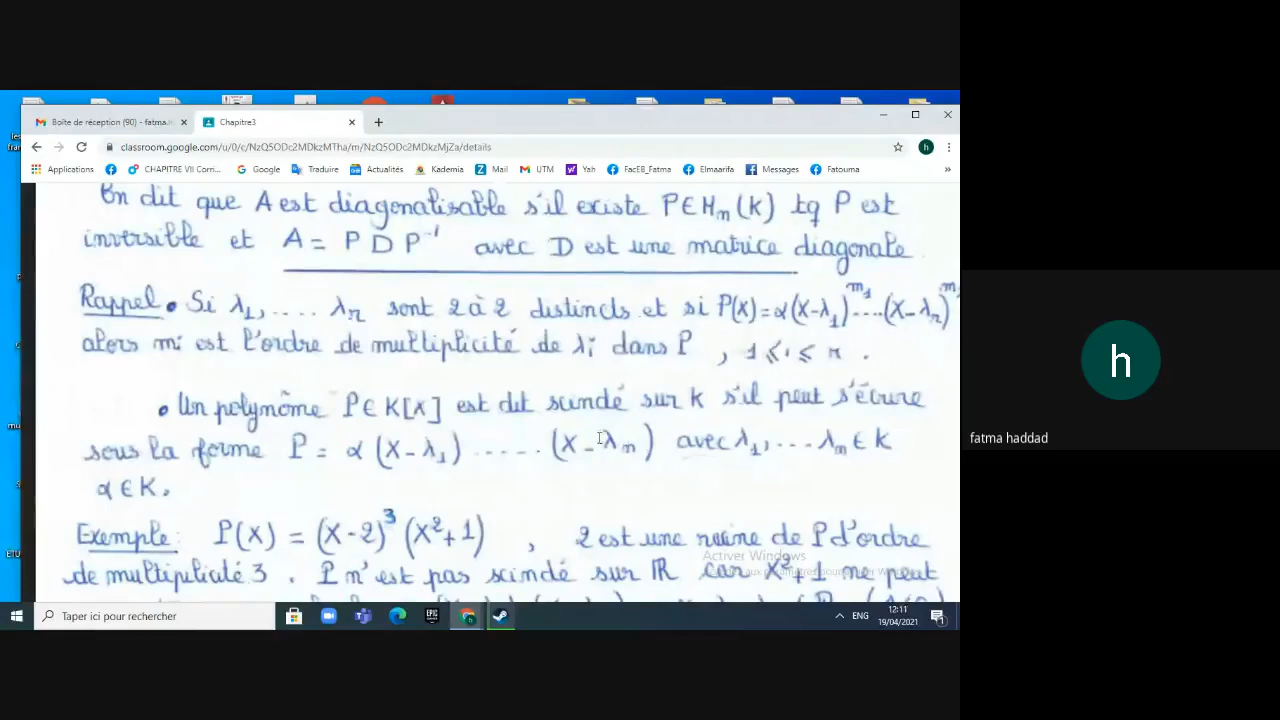 Boîte de réception (90) - fatma.h
Chapitre3
classroom.google.com/u/0/c/NzQ5ODc2MDkzMTha/m/NzQ5ODc2MDkzMjZa/details
Applications
CHAPITRE VII Corri...
Google
Traduire
Actualités
Kademia
Mail
UTM
Yah
FacEB_Fatma
Elmaarifa
Messages
Fatouma
On dit que A est diagonalisable s'il existe P∈M_n(K) tq P est
inversible et A = P D P⁻¹ avec D est une matrice diagonale
Rappel • Si λ₁, .... λ_r sont 2 à 2 distincts et si P(X)=α(X-λ₁)^m₁....(X-λ_r)^m
alors mi est l'ordre de multiplicité de λi dans P , 1 ≤ i ≤ r .
• Un polynôme P∈K[X] est dit scindé sur K s'il peut s'écrire
sous la forme P = α (X-λ₁) ..... (X-λ_n) avec λ₁, ... λ_n ∈ K
α ∈ K.
Exemple: P(X) = (X-2)³ (X²+1) , 2 est une racine de P d'ordre
de multiplicité 3 . P n'est pas scindé sur ℝ car X²+1 ne peut
Activer Windows
Taper ici pour rechercher
ENG
12:11
19/04/2021
h
fatma haddad